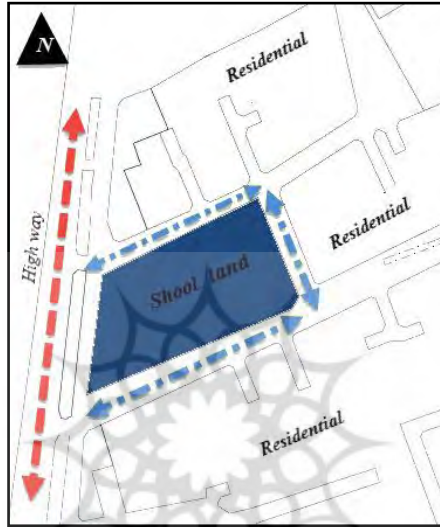 N
Residential
Residential
High way
Shool land
Residential